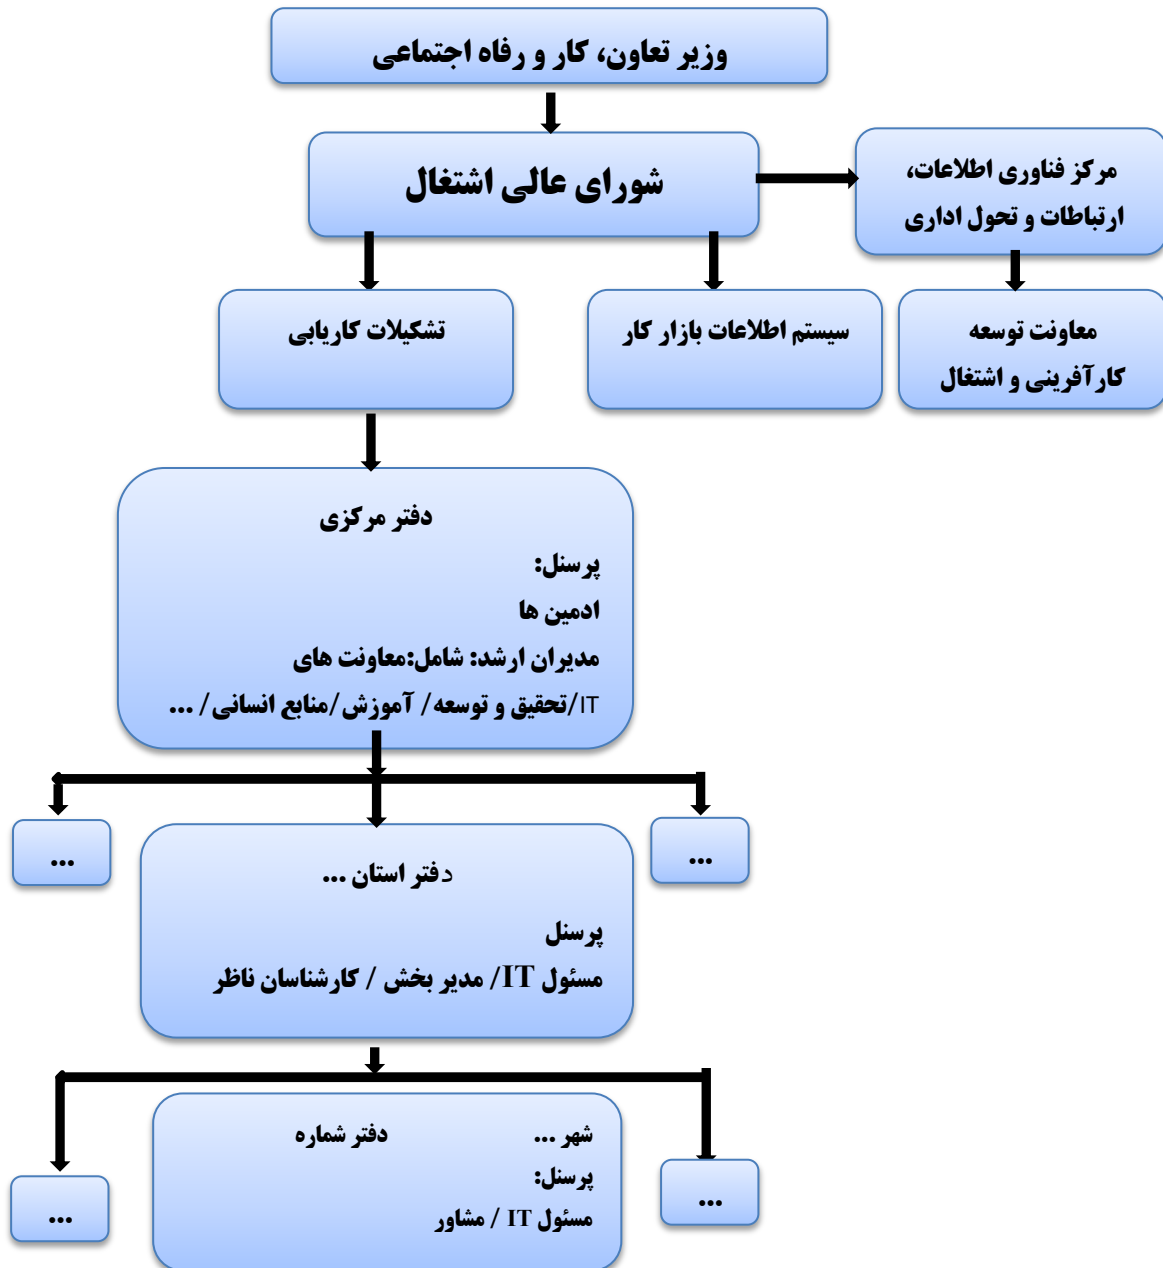 وزیر تعاون، کار و رفاه اجتماعی
شورای عالی اشتغال
مرکز فناوری اطلاعات،
ارتباطات و تحول اداری
معاونت توسعه
کارآفرینی و اشتغال
سیستم اطلاعات بازار کار
تشکیلات کاریابی
دفتر مرکزی
پرسنل:
ادمین ها
مدیران ارشد: شامل:معاونت های
IT/تحقیق و توسعه/ آموزش/منابع انسانی/ ...
...
...
دفتر استان ...
پرسنل
مسئول IT/ مدیر بخش / کارشناسان ناظر
شهر ... دفتر شماره
پرسنل:
مسئول IT / مشاور
...
...